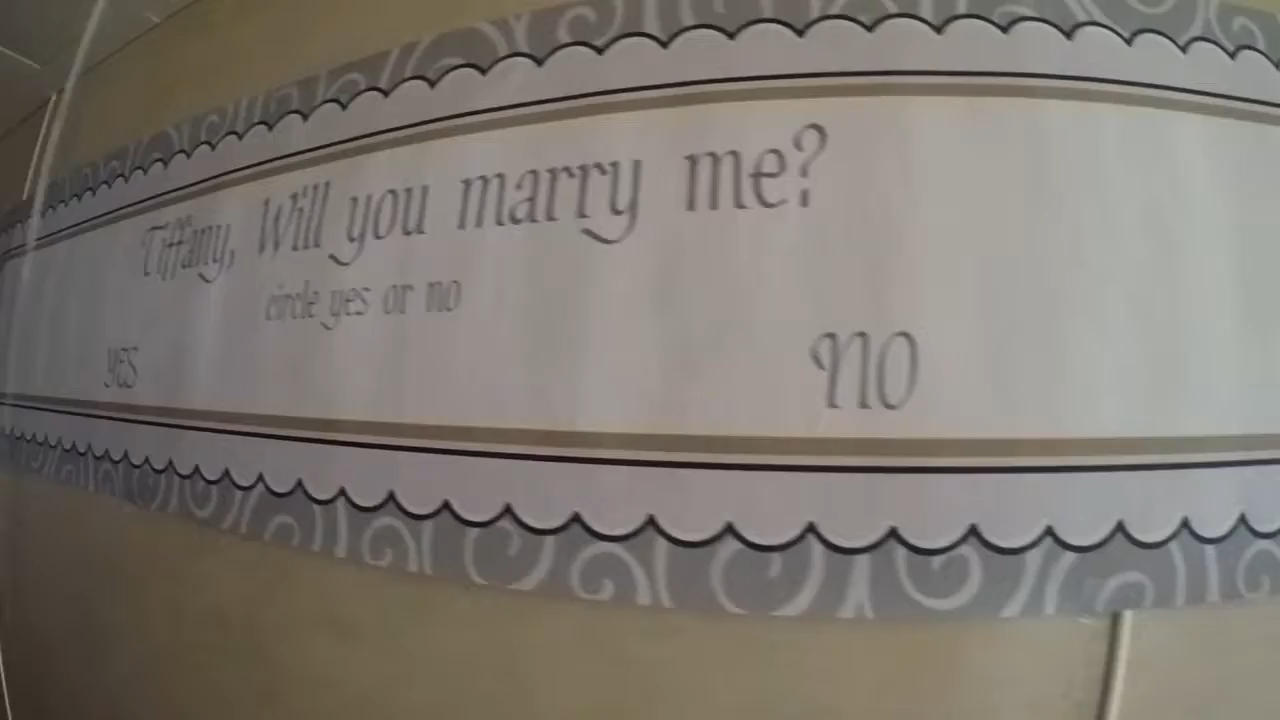 Tiffany, Will you marry me?
circle yes or no
YES
NO